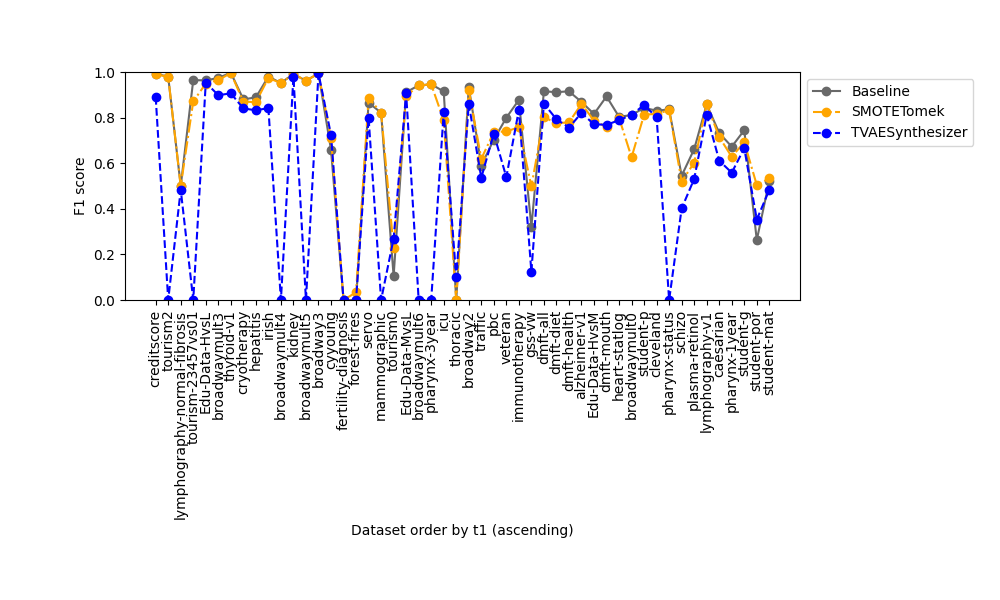 Baseline
SMOTETomek
TVAESynthesizer
F1 score
1.0
0.8
0.6
0.4
0.2
0.0
creditscore
tourism2
lymphography-normal-fibrosis
tourism-23457vs01
Edu-Data-HvsL
broadwaymult3
thyroid-v1
cryotherapy
hepatitis
irish
broadwaymult4
kidney
broadwaymult5
broadway3
cyyoung
fertility-diagnosis
forest-fires
servo
mammographic
tourism0
Edu-Data-MvsL
broadwaymult6
pharynx-3year
icu
thoracic
broadway2
traffic
pbc
veteran
immunotherapy
gss-vw
dmft-all
dmft-diet
dmft-health
alzheimer-v1
Edu-Data-HvsM
dmft-mouth
heart-statlog
broadwaymult0
student-p
cleveland
pharynx-status
schizo
plasma-retinol
lymphography-v1
caesarian
pharynx-1year
student-g
student-por
student-mat
Dataset order by t1 (ascending)